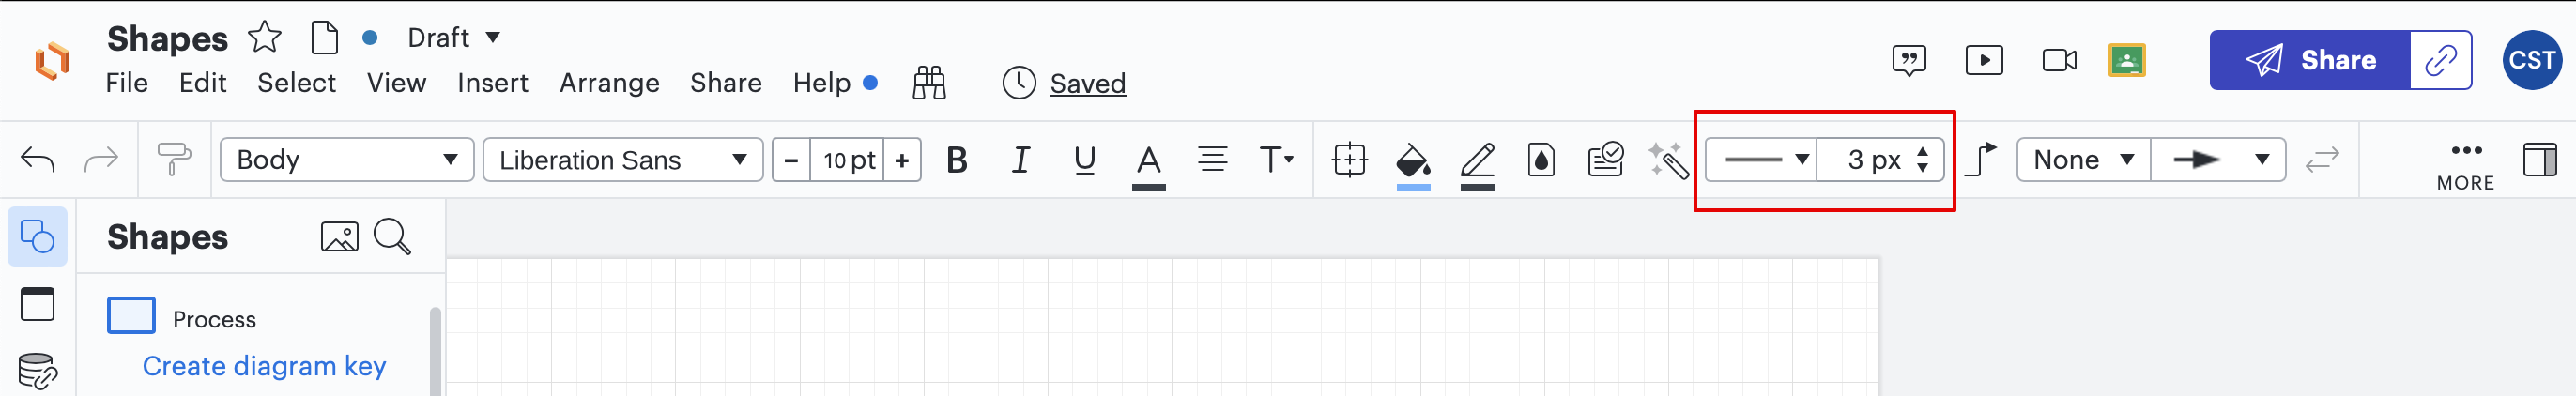 Shapes Draft
File Edit Select View Insert Arrange Share Help Saved
Share CST
Body Liberation Sans - 10 pt + B I U A T 3 px None MORE
Shapes
Process
Create diagram key